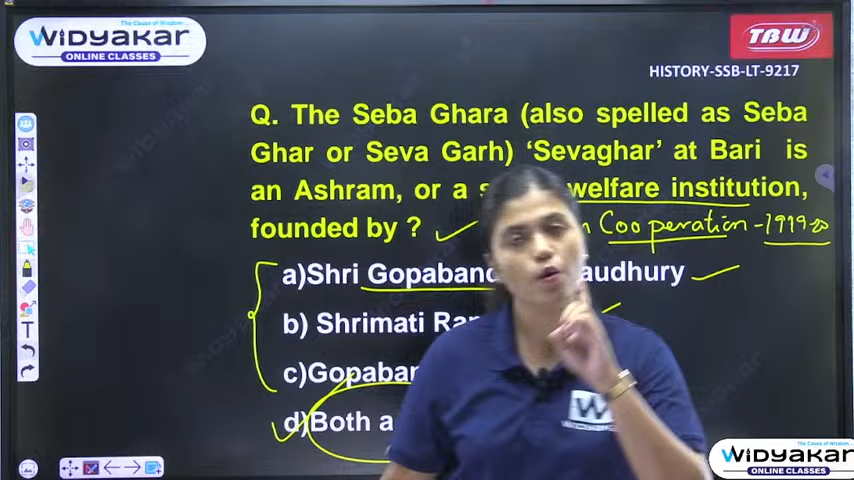 The Cause of Wisdom...
WIDYAKAR
ONLINE CLASSES
TBW
HISTORY-SSB-LT-9217
Q. The Seba Ghara (also spelled as Seba
Ghar or Seva Garh) ‘Sevaghar’ at Bari is
an Ashram, or a welfare institution,
founded by ? Cooperation - 1919-20
a)Shri Gopaband audhury
b) Shrimati Ra
c)Gopaba
d)Both a
T
W
The Cause of Wisdom...
WIDYAKAR
ONLINE CLASSES